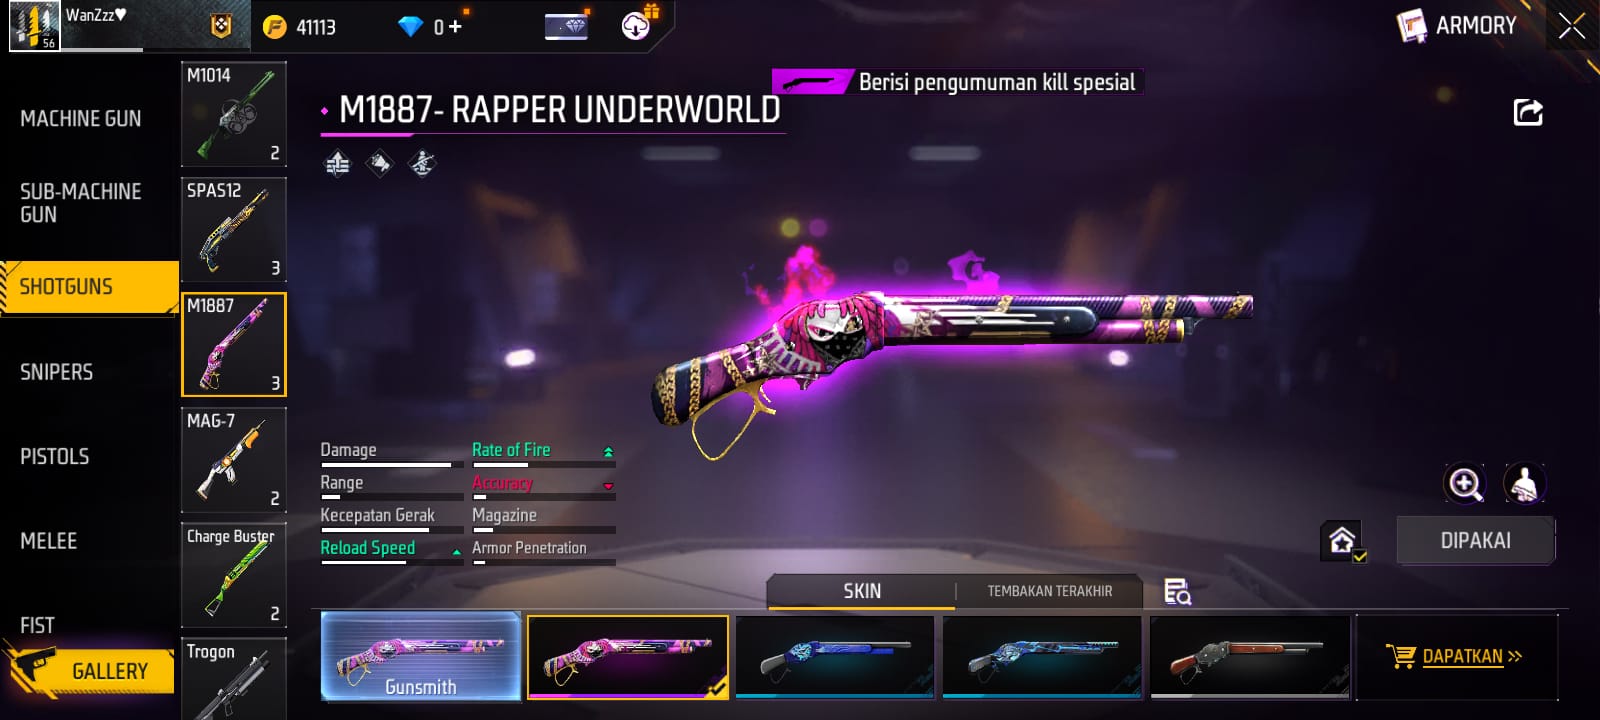 WanZzz♥
56
41113
0 +
ARMORY
MACHINE GUN
SUB-MACHINE
GUN
SHOTGUNS
SNIPERS
PISTOLS
MELEE
FIST
GALLERY
M1014
2
SPAS12
3
M1887
3
MAG-7
2
Charge Buster
2
Trogon
Berisi pengumuman kill spesial
M1887- RAPPER UNDERWORLD
Damage
Rate of Fire
Range
Accuracy
Kecepatan Gerak
Magazine
Reload Speed
Armor Penetration
DIPAKAI
SKIN
TEMBAKAN TERAKHIR
Gunsmith
DAPATKAN >>